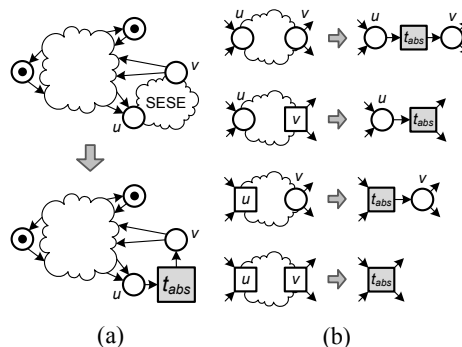 u v u v
t_abs
v
SESE
u
u v u
t_abs
u v v
t_abs
v
u t_abs
u v
t_abs
(a) (b)